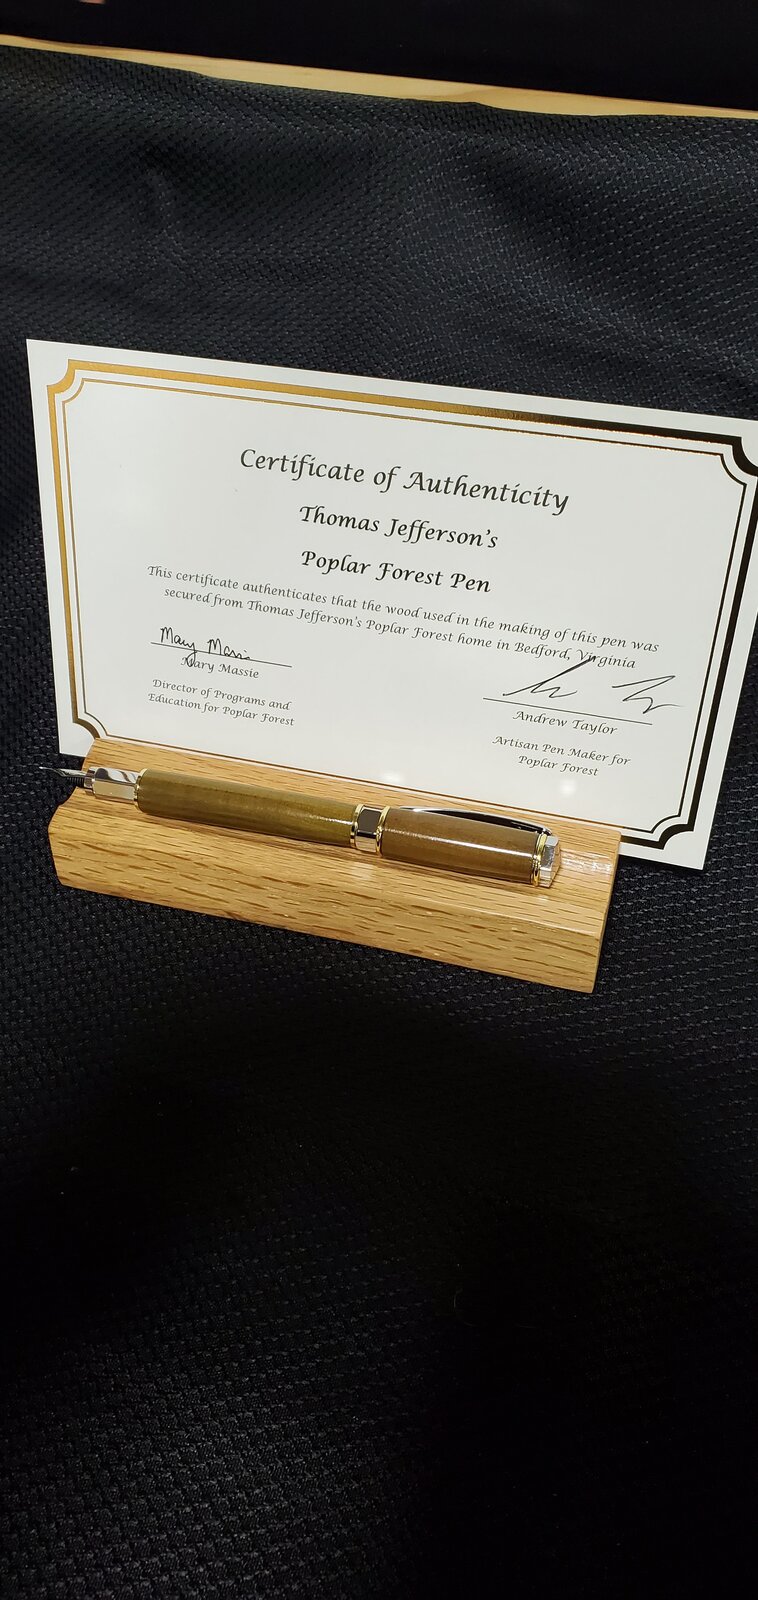 Certificate of Authenticity
Thomas Jefferson's
Poplar Forest Pen
This certificate authenticates that the wood used in the making of this pen was
secured from Thomas Jefferson's Poplar Forest home in Bedford, Virginia
Mary Massie
Mary Massie
Director of Programs and
Education for Poplar Forest
Andrew Taylor
Artisan Pen Maker for
Poplar Forest